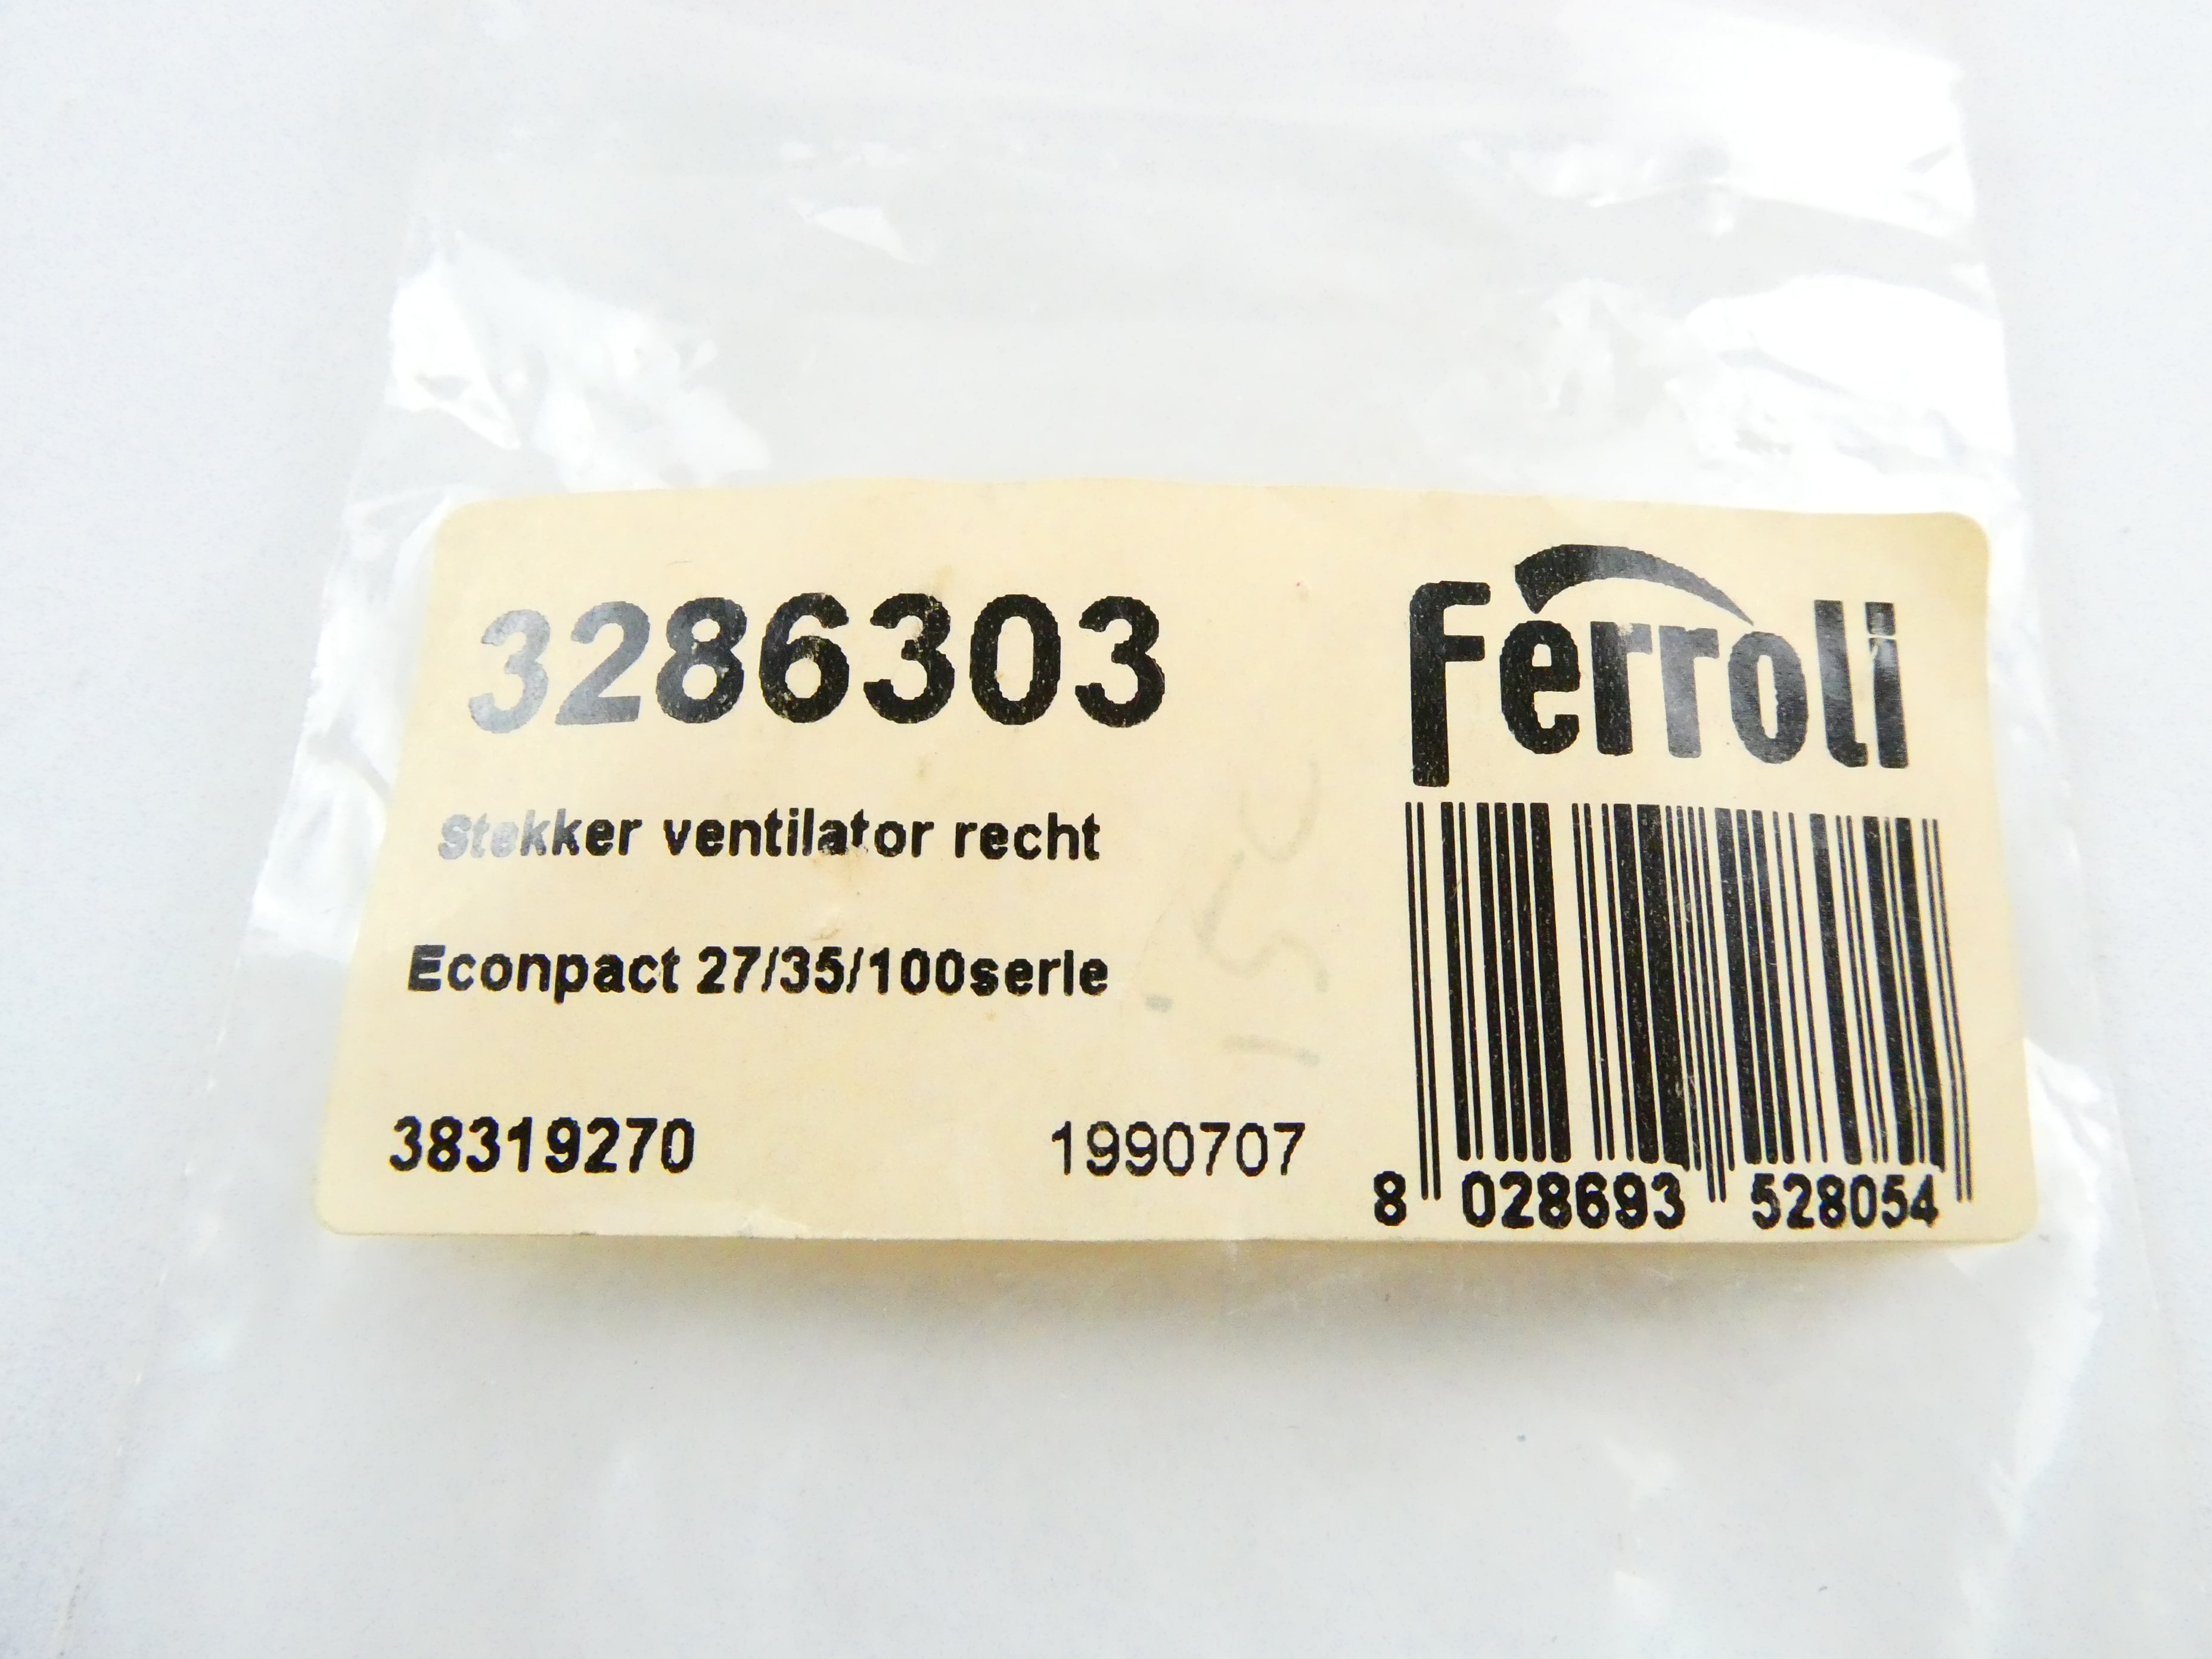 3286303
Ferroli
Stekker ventilator recht
Econpact 27/35/100serie
38319270
1990707
8 028693 528054